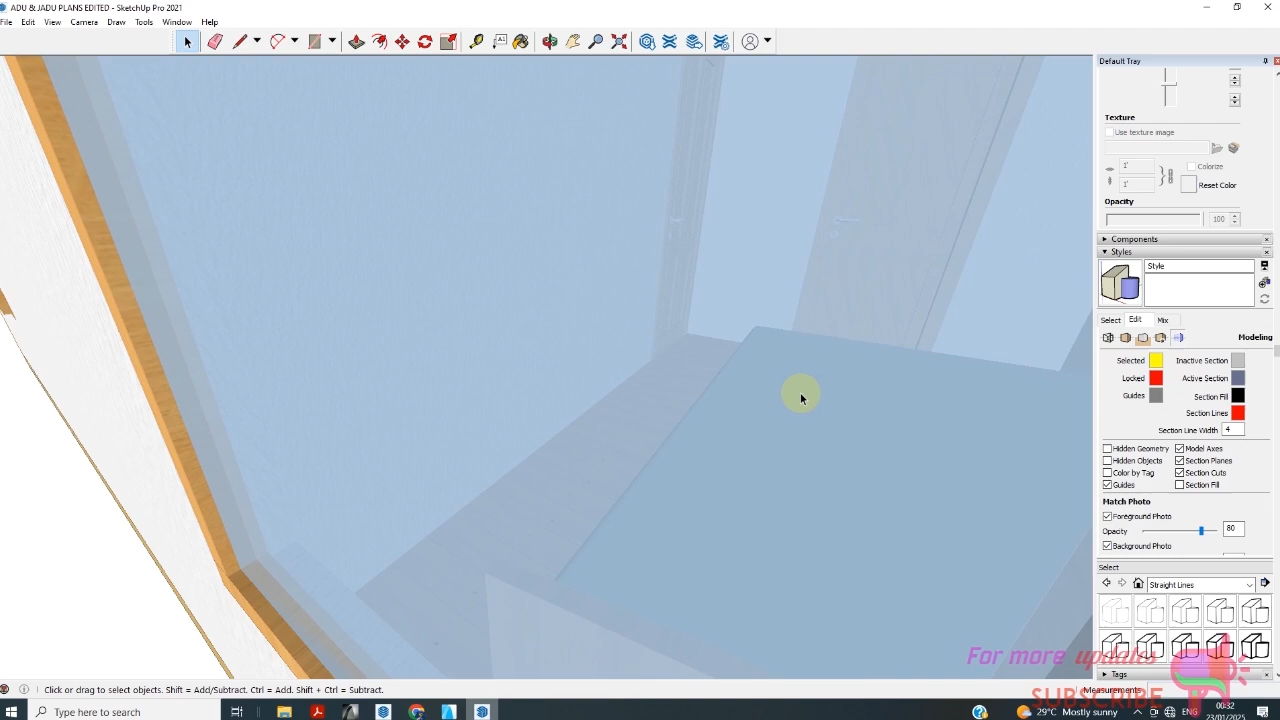 ADU & JADU PLANS EDITED - SketchUp Pro 2021
File Edit View Camera Draw Tools Window Help
Default Tray
Texture
Use texture image
1' Colorize
1' Reset Color
Opacity
100
Components
Styles
Style
Select Edit Mix
Modeling
Selected Inactive Section
Locked Active Section
Guides Section Fill
Section Lines
Section Line Width 4
Hidden Geometry Model Axes
Hidden Objects Section Planes
Color by Tag Section Cuts
Guides Section Fill
Match Photo
Foreground Photo
Opacity 80
Background Photo
Select
Straight Lines
For more updates
Tags
SUBSCRIBE
Click or drag to select objects. Shift = Add/Subtract. Ctrl = Add. Shift + Ctrl = Subtract. Measurements
Type here to search
29°C Mostly sunny ENG 00:32
23/01/2025